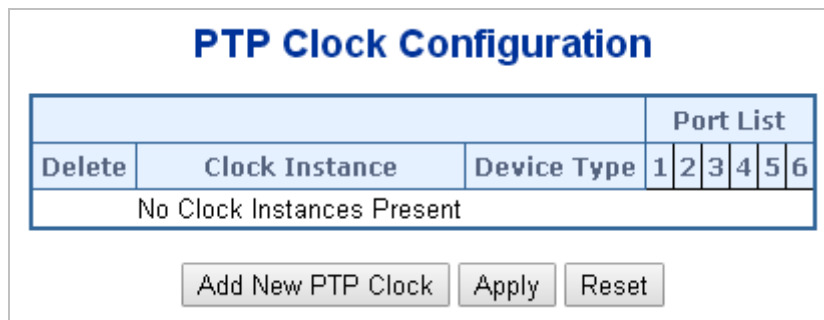 PTP Clock Configuration
Port List
Delete Clock Instance Device Type 1 2 3 4 5 6
No Clock Instances Present
Add New PTP Clock Apply Reset